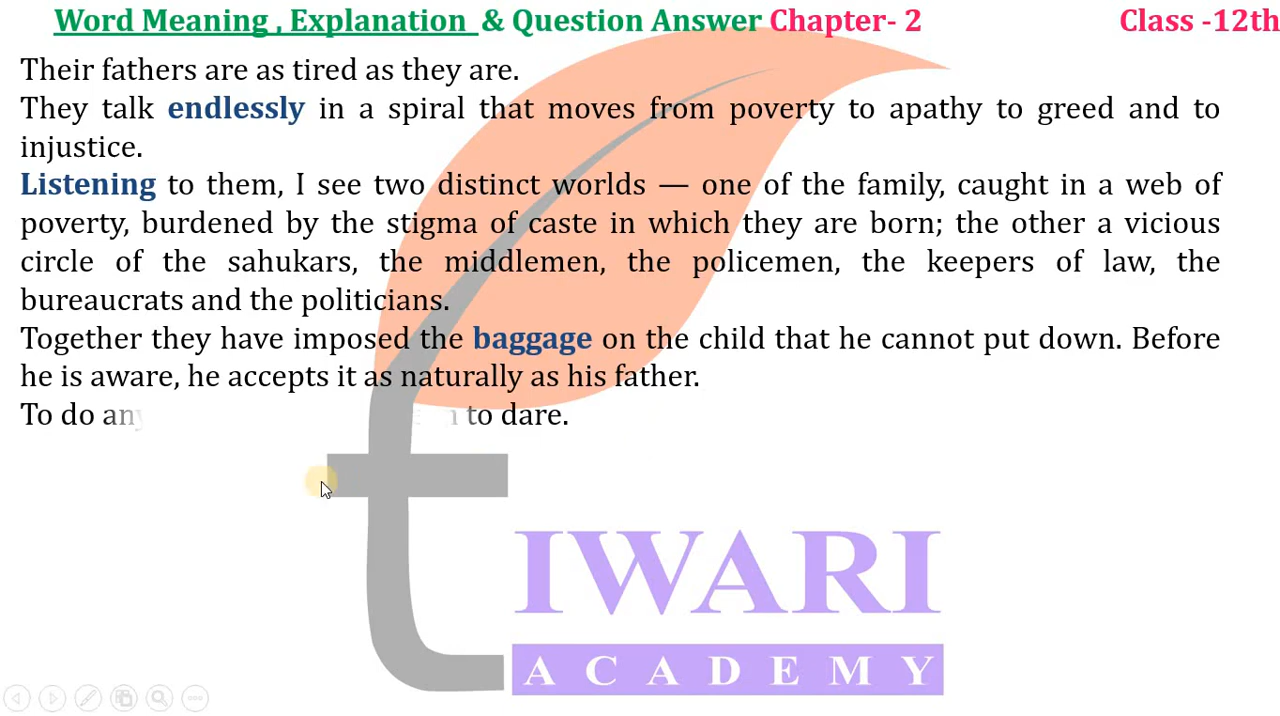 Word Meaning , Explanation & Question Answer Chapter- 2 Class -12th
Their fathers are as tired as they are.
They talk endlessly in a spiral that moves from poverty to apathy to greed and to
injustice.
Listening to them, I see two distinct worlds — one of the family, caught in a web of
poverty, burdened by the stigma of caste in which they are born; the other a vicious
circle of the sahukars, the middlemen, the policemen, the keepers of law, the
bureaucrats and the politicians.
Together they have imposed the baggage on the child that he cannot put down. Before
he is aware, he accepts it as naturally as his father.
To do to dare.
tIWARI
ACADEMY